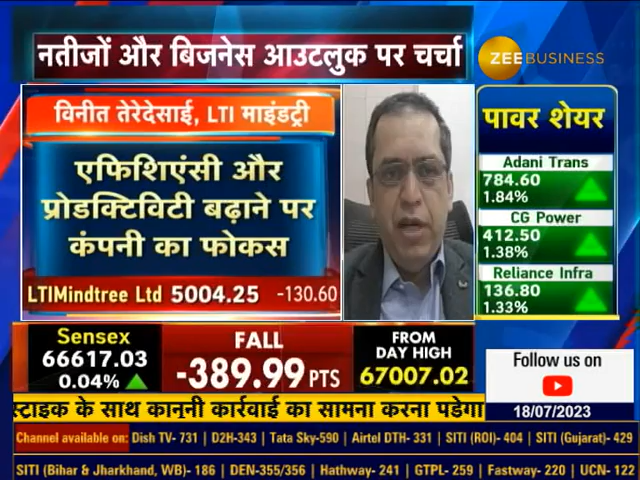 नतीजों और बिजनेस आउटलुक पर चर्चा
ZEE BUSINESS
विनीत तेरेदेसाई, LTI माइंडट्री
एफिशिएंसी और
प्रोडक्टिविटी बढ़ाने पर
कंपनी का फोकस
LTIMindtree Ltd 5004.25 -130.60
पावर शेयर
Adani Trans
784.60
1.84%
CG Power
412.50
1.38%
Reliance Infra
136.80
1.33%
Sensex
66617.03
0.04%
FALL
-389.99 PTS
FROM
DAY HIGH
67007.02
Follow us on
18/07/2023
स्टाइक के साथ कानूनी कार्रवाई का सामना करना पड़ेगा
Channel available on: Dish TV- 731 | D2H-343 | Tata Sky-590 | Airtel DTH- 331 | SITI (ROI)- 404 | SITI (Gujarat)- 429
SITI (Bihar & Jharkhand, WB)- 186 | DEN-355/356 | Hathway- 241 | GTPL- 259 | Fastway- 220 | UCN- 122